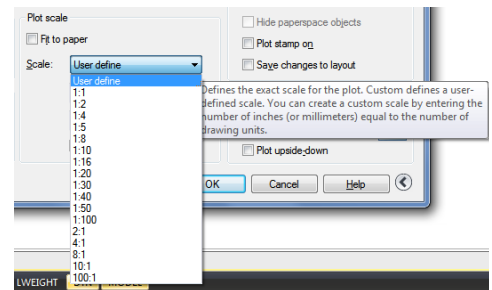 Plot scale
Fit to paper
Scale:
User define
User define
1:1
1:2
1:4
1:5
1:8
1:10
1:16
1:20
1:30
1:40
1:50
1:100
2:1
4:1
8:1
10:1
100:1
Hide paperspace objects
Plot stamp on
Save changes to layout
Defines the exact scale for the plot. Custom defines a user-
defined scale. You can create a custom scale by entering the
number of inches (or millimeters) equal to the number of
drawing units.
Plot upside-down
OK
Cancel
Help
LWEIGHT
MODEL